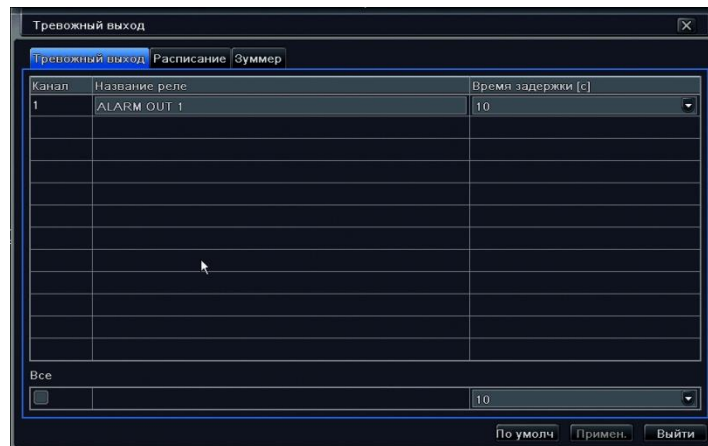 Тревожный выход
Тревожный выход Расписание Зуммер
Канал Название реле Время задержки [с]
1 ALARM OUT 1 10
Все
10
По умолч Примен. Выйти